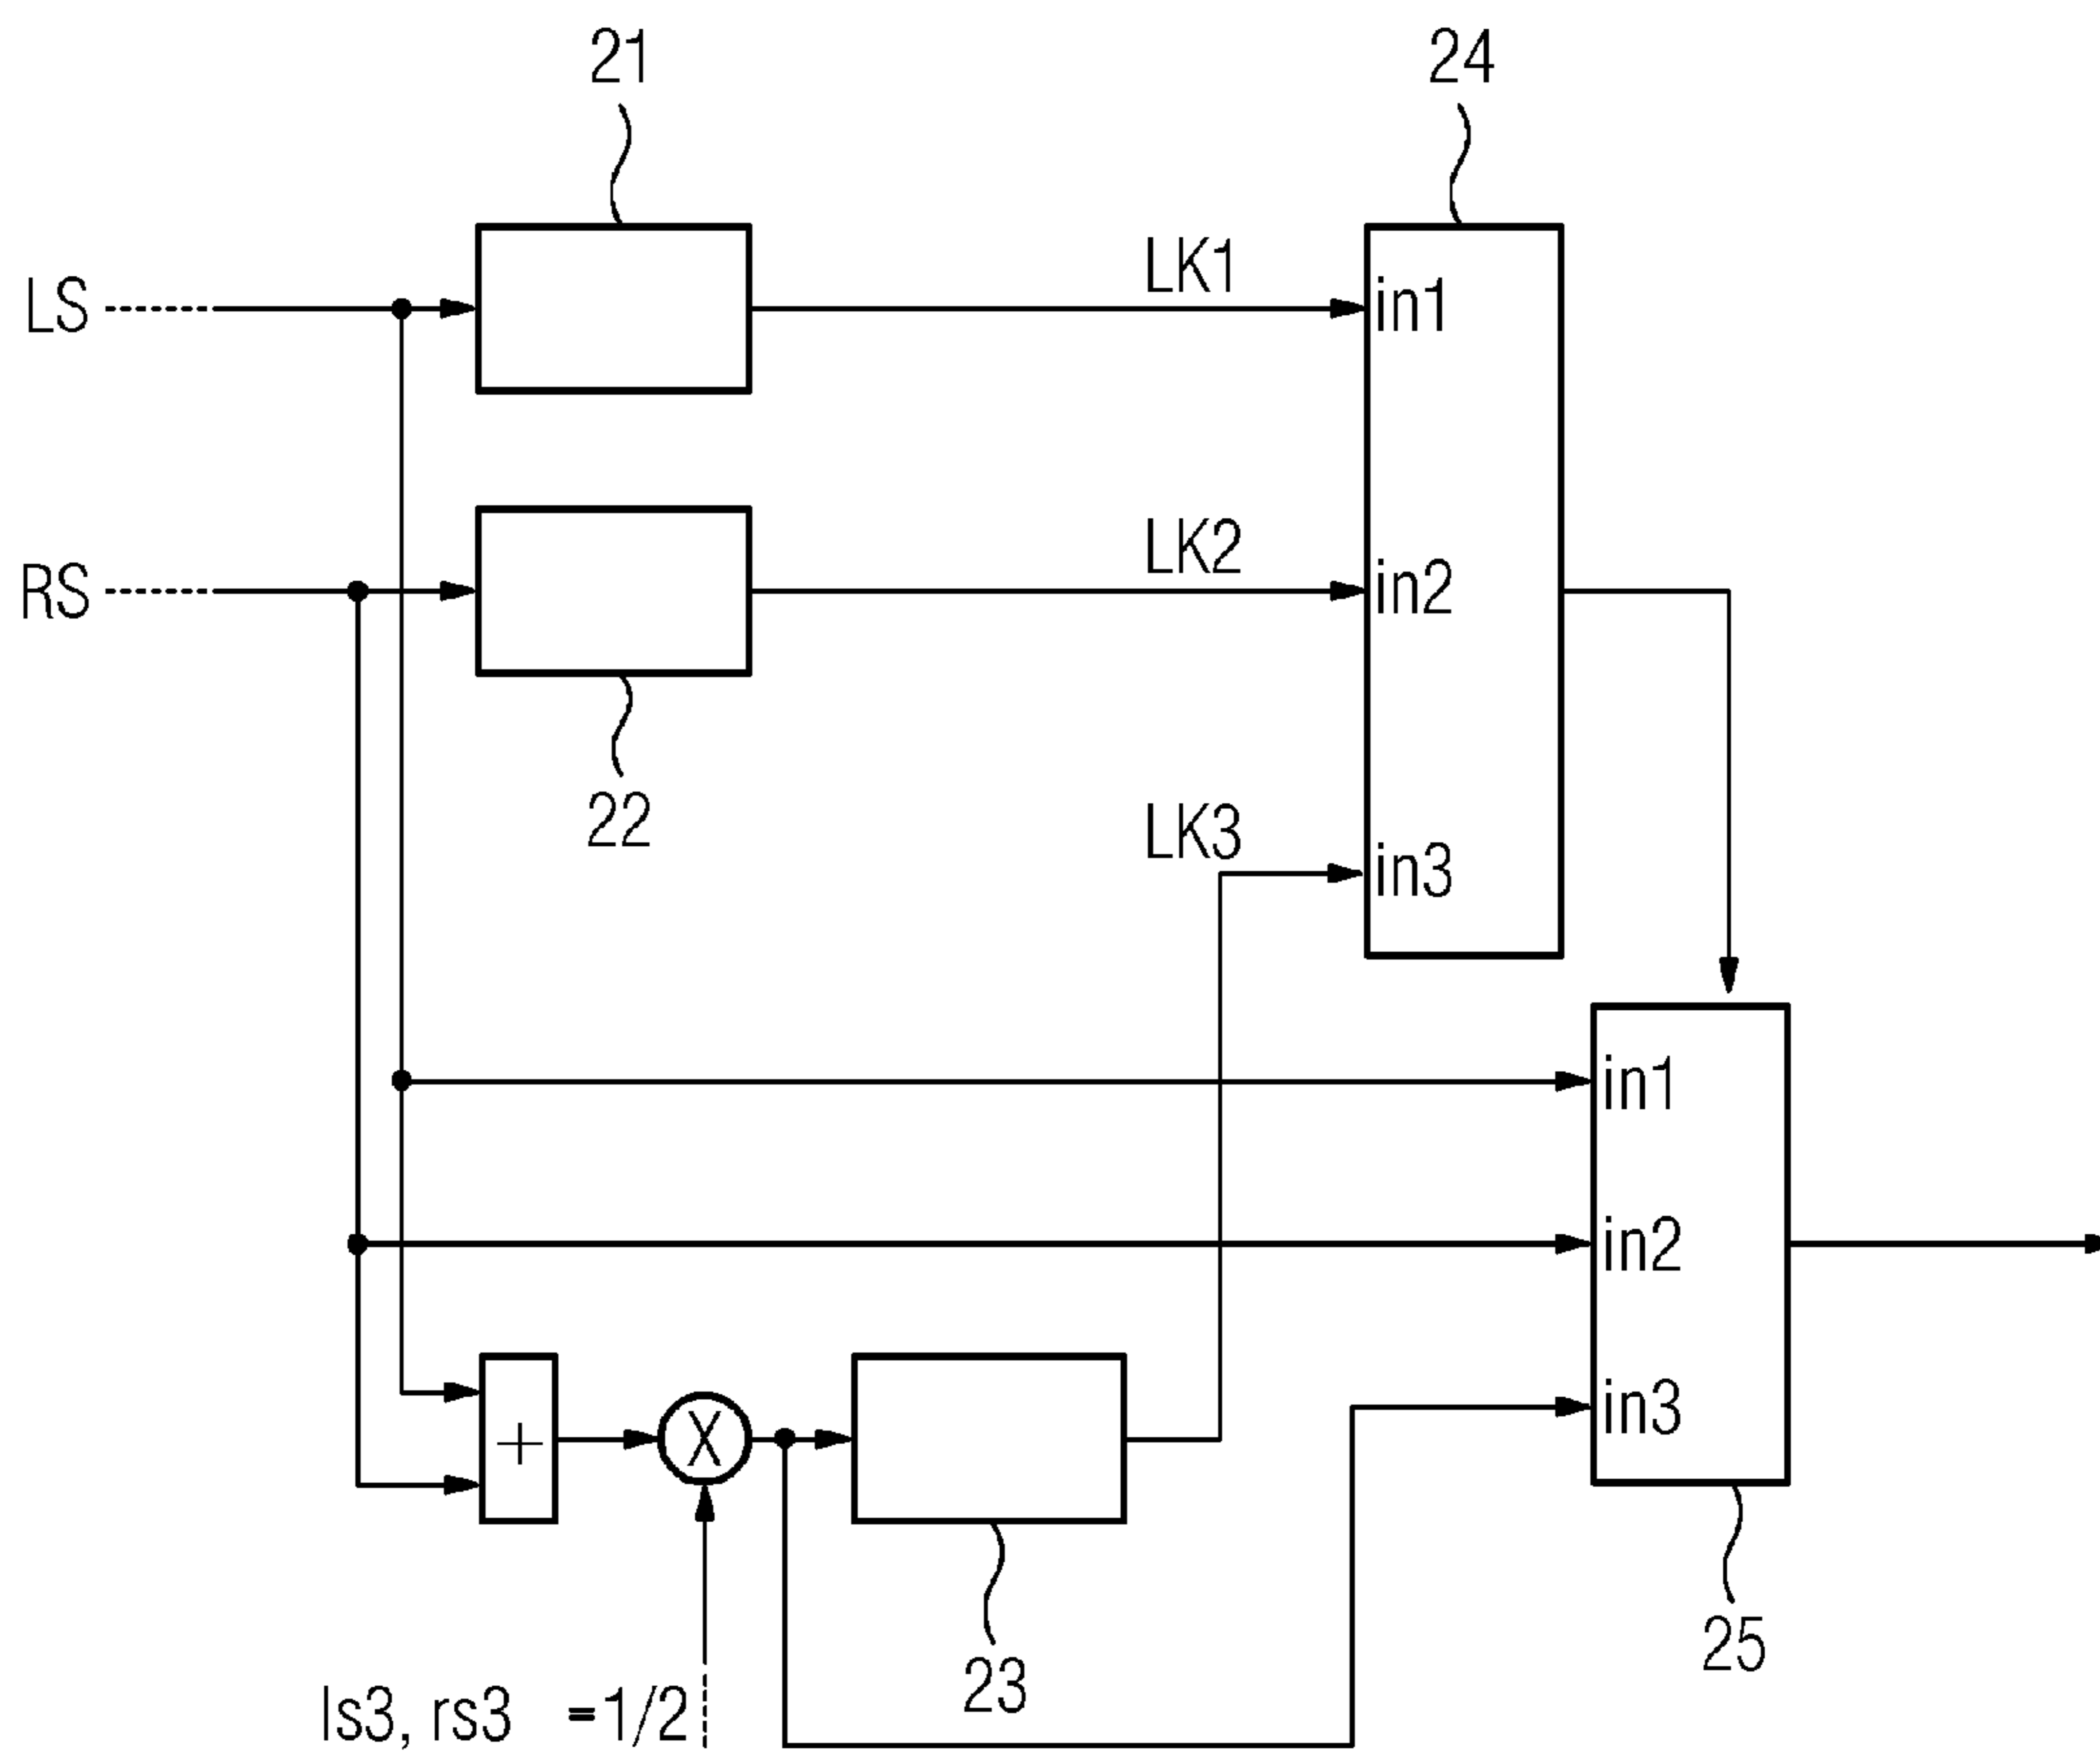 21
24
LS
LK1
in1
RS
LK2
in2
22
LK3
in3
in1
in2
in3
+
X
25
23
ls3, rs3 =1/2